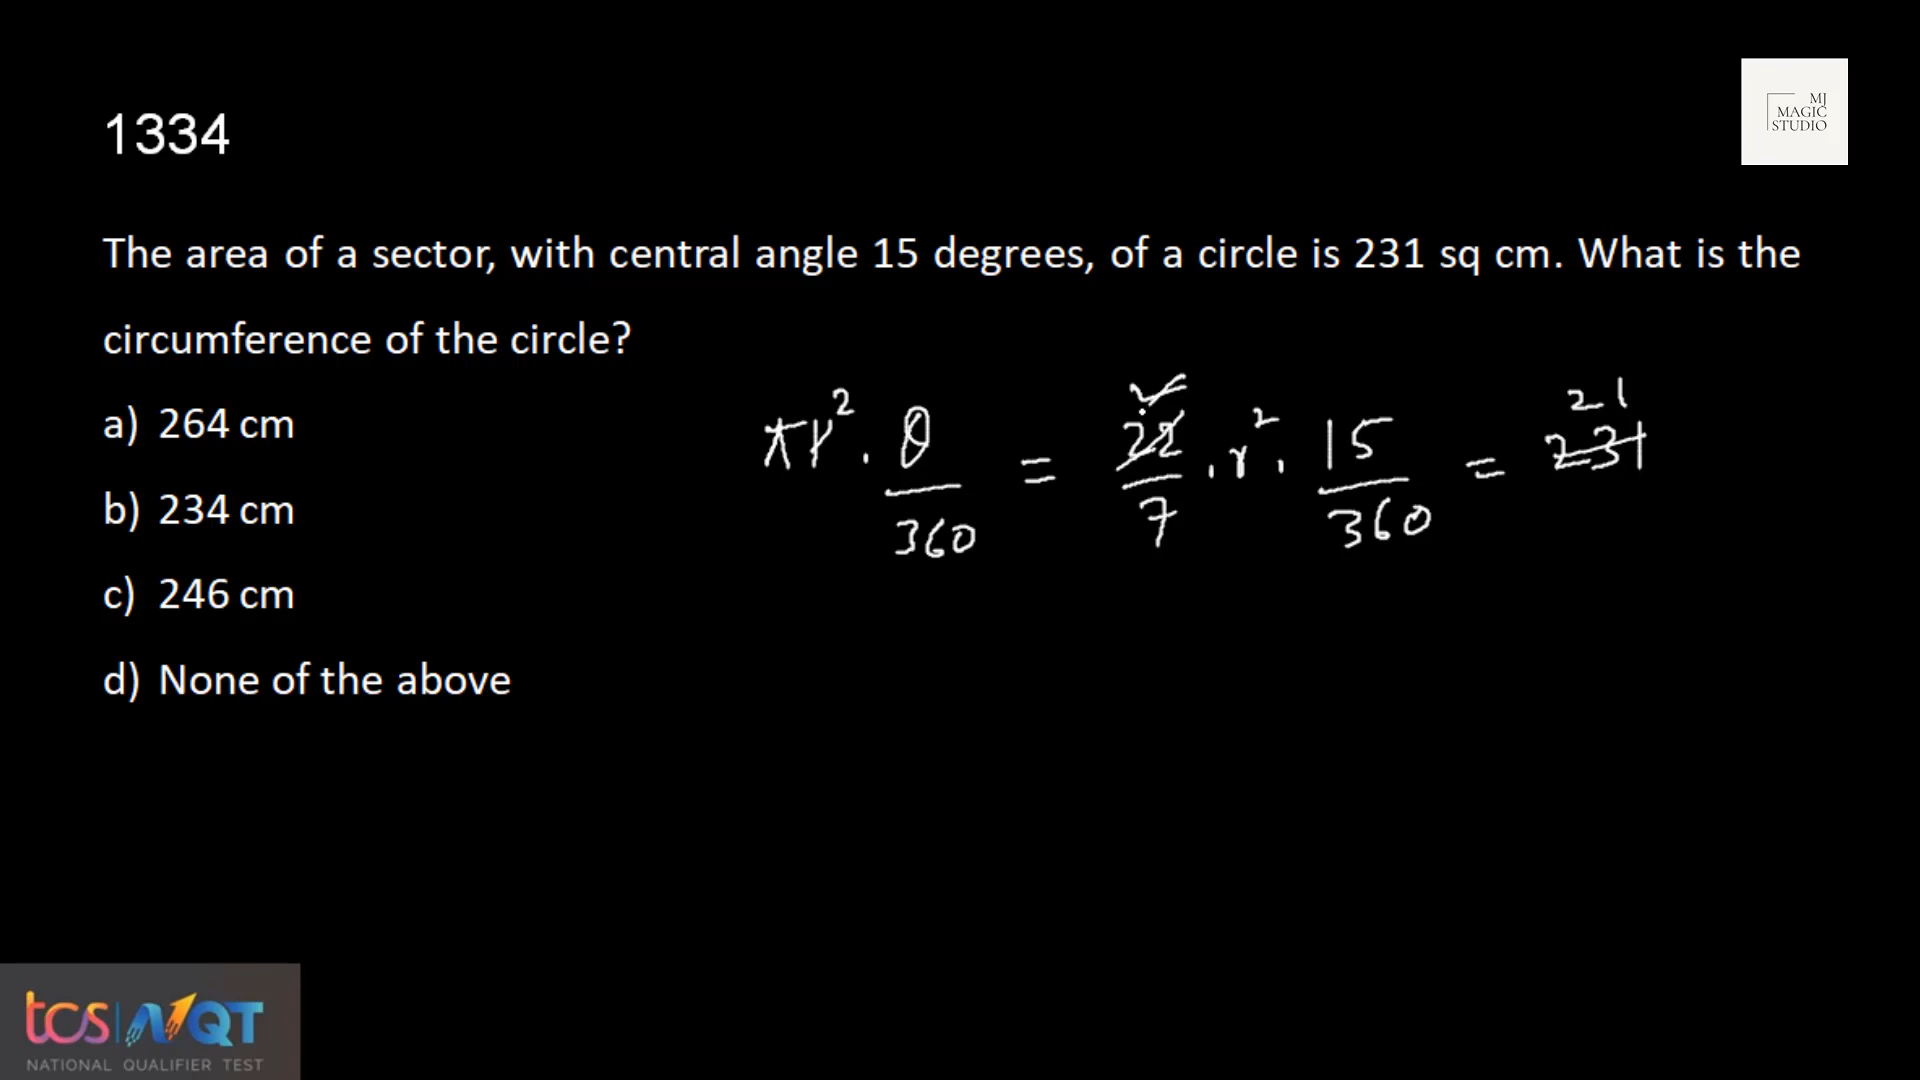 MJ
MAGIC
STUDIO
1334
The area of a sector, with central angle 15 degrees, of a circle is 231 sq cm. What is the
circumference of the circle?
a) 264 cm
b) 234 cm
c) 246 cm
d) None of the above
πr² . θ/360 = 2 22/7 . r² . 15/360 = 21 231
tcs NQT
NATIONAL QUALIFIER TEST